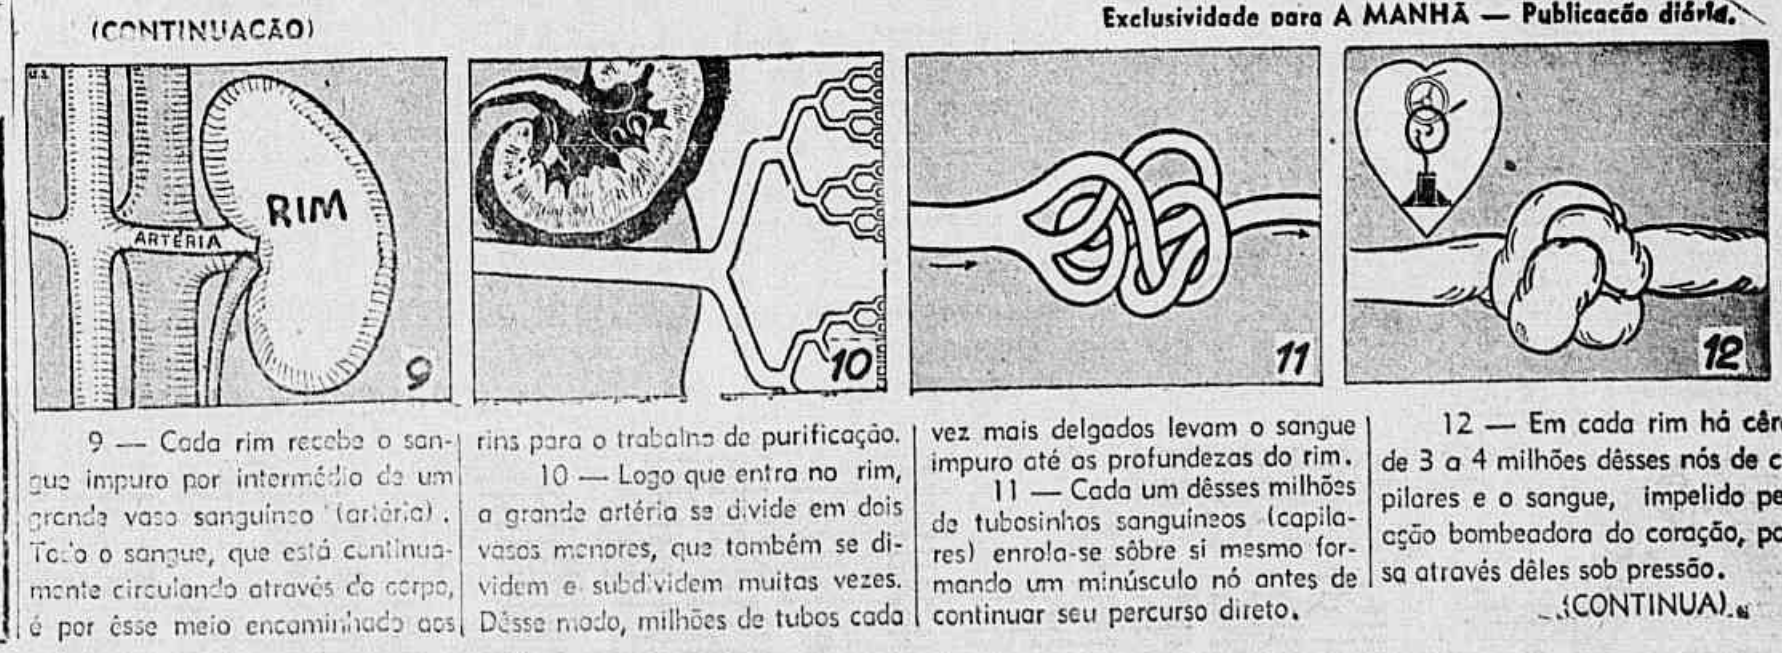 (CONTINUAÇÃO)
Exclusividade para A MANHÃ — Publicação diária.
U.S.
RIM
ARTÉRIA
9
10
11
12
9 — Cada rim recebe o san-
gue impuro por intermédio de um
grande vaso sanguíneo (artéria).
Todo o sangue, que está continua-
mente circulando através do corpo,
é por êsse meio encaminhado aos
rins para o trabalho de purificação.
10 — Logo que entra no rim,
a grande artéria se divide em dois
vasos menores, que também se di-
videm e subdividem muitas vezes.
Dêsse modo, milhões de tubos cada
vez mais delgados levam o sangue
impuro até as profundezas do rim.
11 — Cada um dêsses milhões
de tubosinhos sanguíneos (capila-
res) enrola-se sôbre si mesmo for-
mando um minúsculo nó antes de
continuar seu percurso direto.
12 — Em cada rim há cêr
de 3 a 4 milhões dêsses nós de c
pilares e o sangue, impelido pe
ação bombeadora do coração, pa
sa através dêles sob pressão.
(CONTINUA)